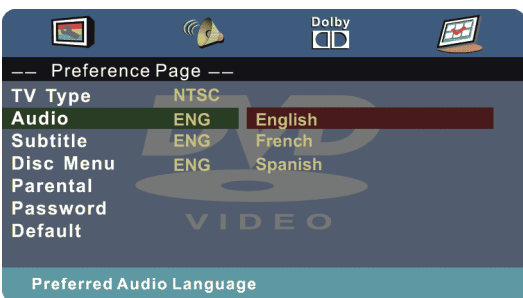 Dolby
-- Preference Page --
TV Type NTSC
Audio ENG English
Subtitle ENG French
Disc Menu ENG Spanish
Parental
Password
Default
DVD
VIDEO
Preferred Audio Language